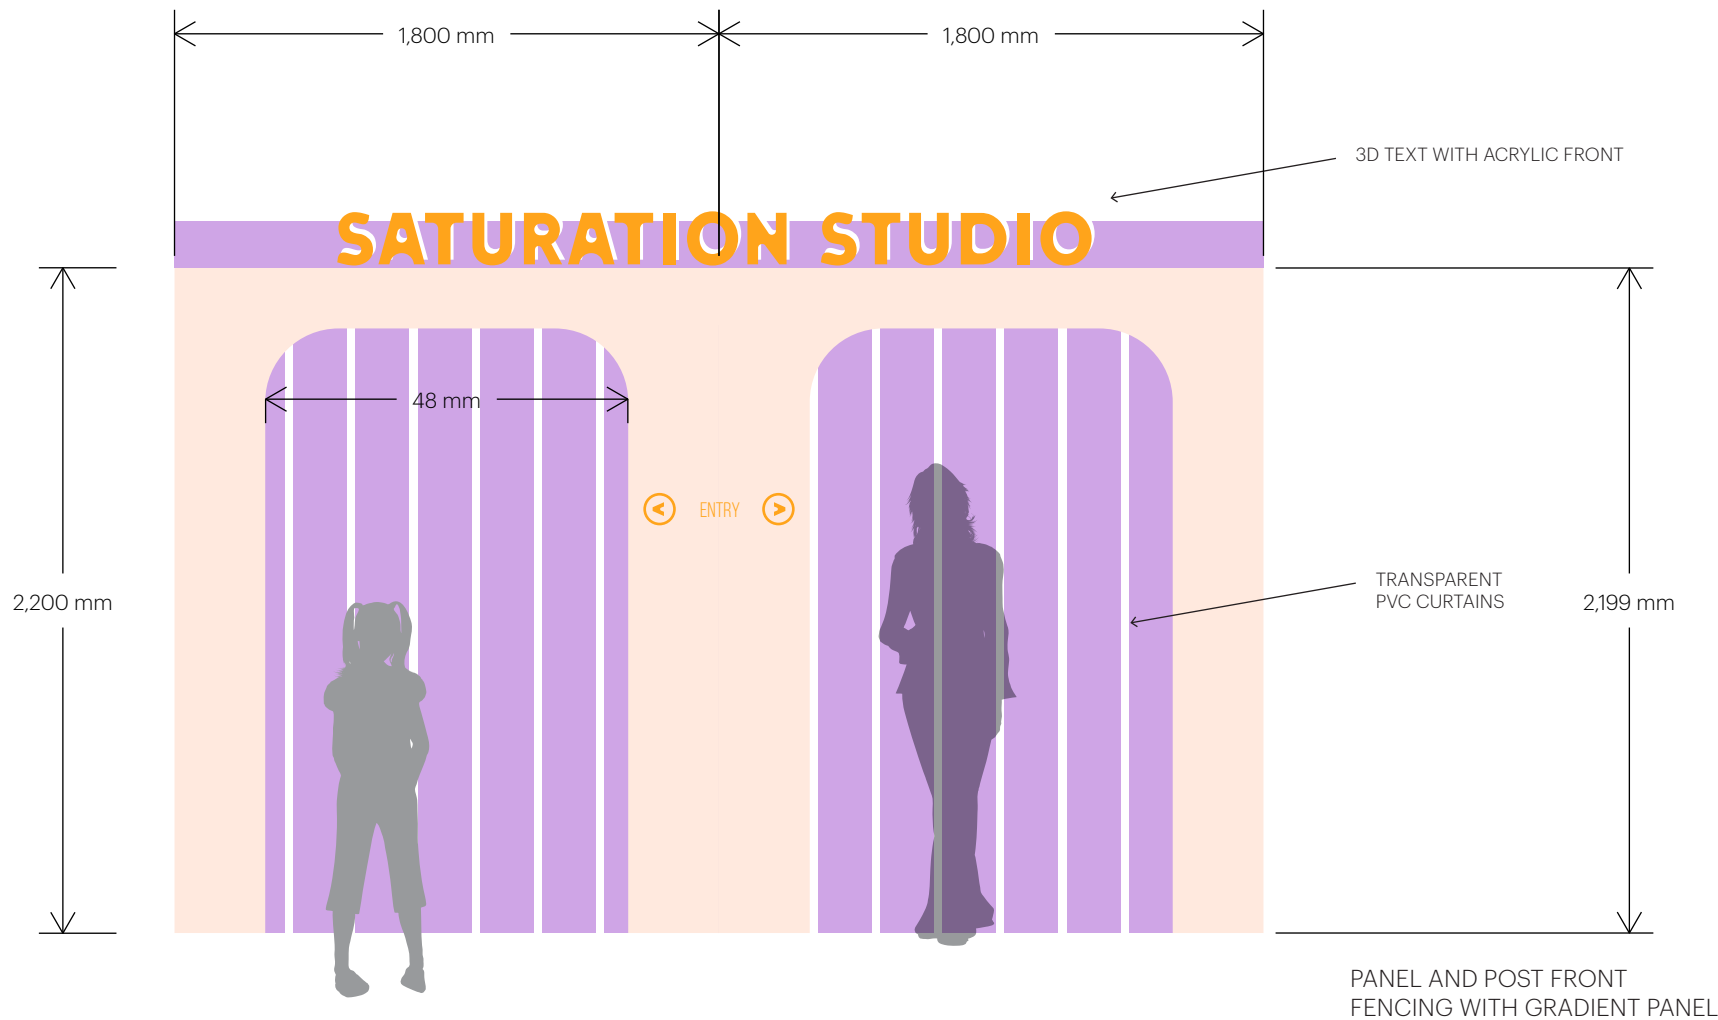 1,800 mm
1,800 mm
3D TEXT WITH ACRYLIC FRONT
SATURATION STUDIO
48 mm
< ENTRY >
TRANSPARENT
PVC CURTAINS
2,200 mm
2,199 mm
PANEL AND POST FRONT
FENCING WITH GRADIENT PANEL